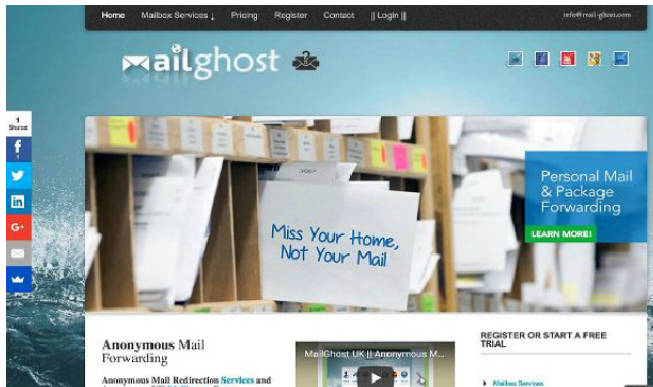 Home Mailbox Services ↓ Pricing Register Contact || Login || info@mail-ghost.com
mailghost
1
Shares
f
in
G+
Miss Your Home,
Not Your Mail
Personal Mail
& Package
Forwarding
LEARN MORE!
Anonymous Mail
Forwarding
Anonymous Mail Redirection Services and
MailGhost UK || Anonymous M...
REGISTER OR START A FREE
TRIAL
Mailbox Services